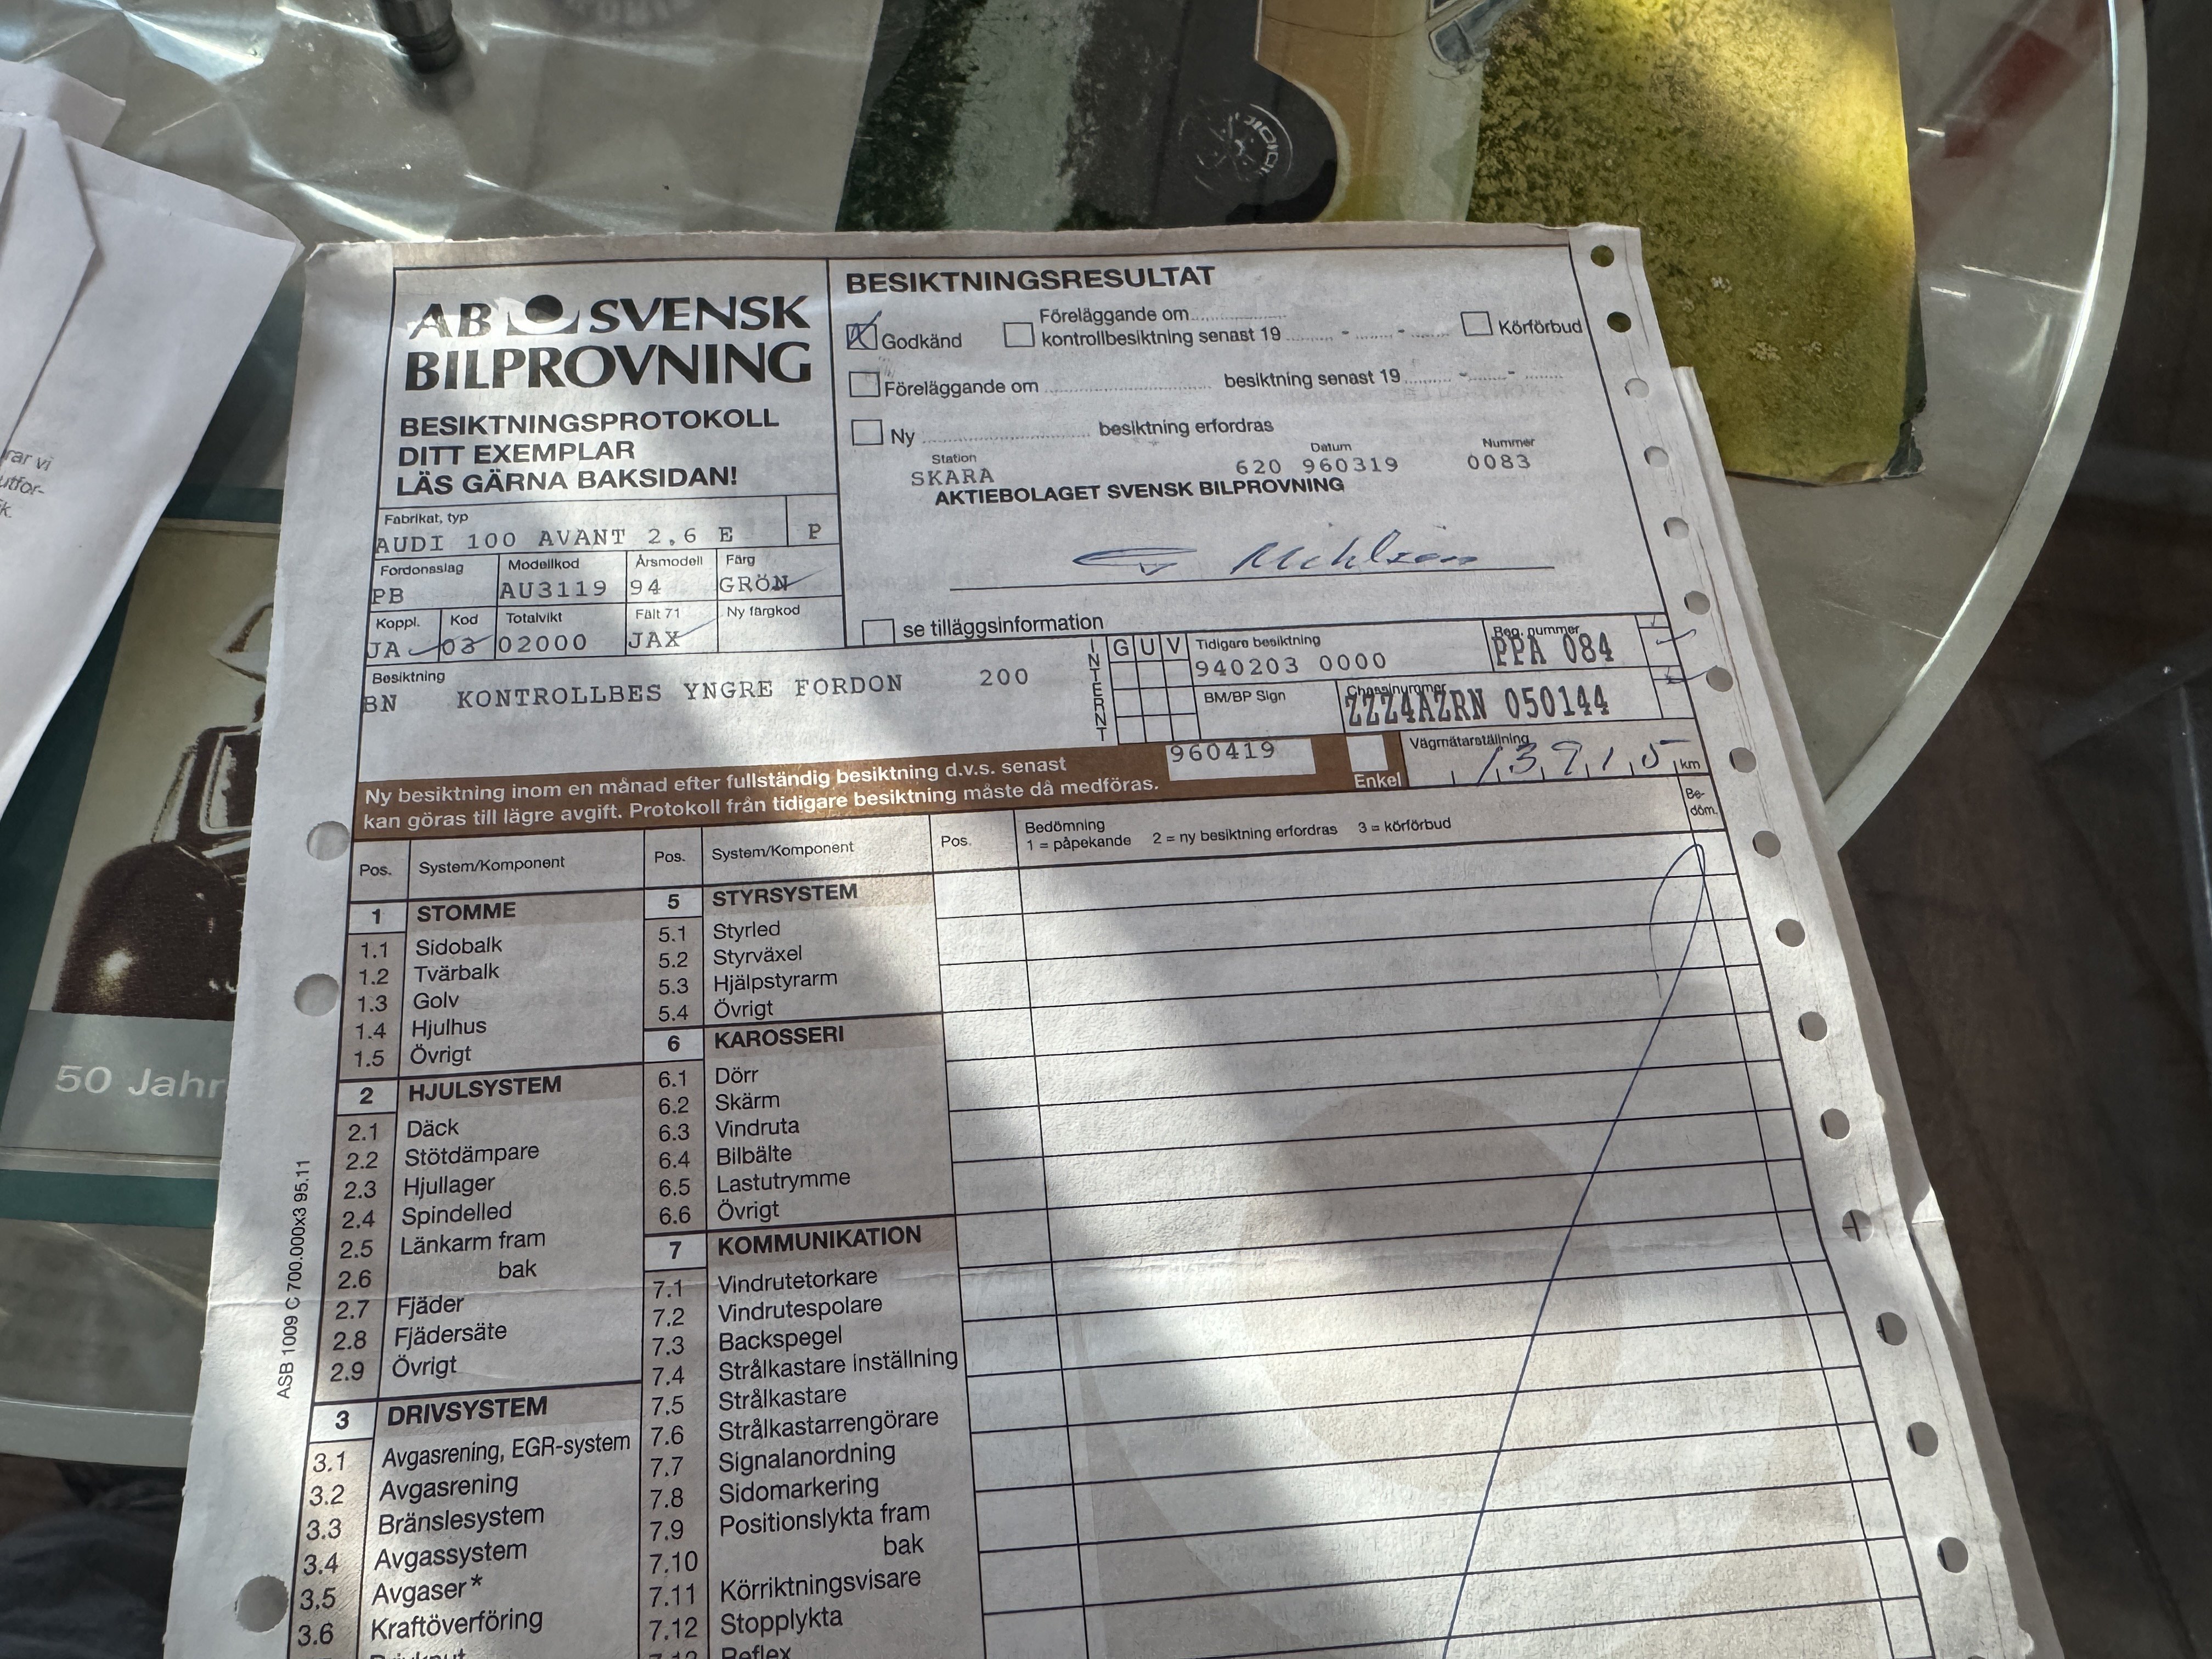 AB SVENSK
BILPROVNING
BESIKTNINGSPROTOKOLL
DITT EXEMPLAR
LÄS GÄRNA BAKSIDAN!
BESIKTNINGSRESULTAT
Godkänd
Föreläggande om
kontrollbesiktning senast 19
Körförbud
Föreläggande om besiktning senast 19
Ny besiktning erfordras
Station Datum Nummer
SKARA 620 960319 0083
AKTIEBOLAGET SVENSK BILPROVNING
se tilläggsinformation
Fabrikat, typ
AUDI 100 AVANT 2,6 E P
Fordonsslag Modellkod Årsmodell Färg
PB AU3119 94 GRÖN
Koppl. Kod Totalvikt Fält 71 Ny färgkod
JA 03 02000 JAX
Besiktning
BN KONTROLLBES YNGRE FORDON 200
INTERNT
G U V
Tidigare besiktning
940203 0000
Reg. nummer
PPA 084
BM/BP Sign
Chassinummer
ZZZ4AZRN 050144
Ny besiktning inom en månad efter fullständig besiktning d.v.s. senast 960419
kan göras till lägre avgift. Protokoll från tidigare besiktning måste då medföras.
Enkel
Vägmätarställning
13915 km
Pos. System/Komponent Pos. System/Komponent Pos.
Bedömning
1 = påpekande 2 = ny besiktning erfordras 3 = körförbud
Be-
döm.
1 STOMME
1.1 Sidobalk
1.2 Tvärbalk
1.3 Golv
1.4 Hjulhus
1.5 Övrigt
2 HJULSYSTEM
2.1 Däck
2.2 Stötdämpare
2.3 Hjullager
2.4 Spindelled
2.5 Länkarm fram
2.6 bak
2.7 Fjäder
2.8 Fjädersäte
2.9 Övrigt
3 DRIVSYSTEM
3.1 Avgasrening, EGR-system
3.2 Avgasrening
3.3 Bränslesystem
3.4 Avgassystem
3.5 Avgaser*
3.6 Kraftöverföring
5 STYRSYSTEM
5.1 Styrled
5.2 Styrväxel
5.3 Hjälpstyrarm
5.4 Övrigt
6 KAROSSERI
6.1 Dörr
6.2 Skärm
6.3 Vindruta
6.4 Bilbälte
6.5 Lastutrymme
6.6 Övrigt
7 KOMMUNIKATION
7.1 Vindrutetorkare
7.2 Vindrutespolare
7.3 Backspegel
7.4 Strålkastare inställning
7.5 Strålkastare
7.6 Strålkastarrengörare
7.7 Signalanordning
7.8 Sidomarkering
7.9 Positionslykta fram
7.10 bak
7.11 Körriktningsvisare
7.12 Stopplykta
Reflex
ASB 1009 C 700.000x3 95.11
rar vi
utfor-
k.
50 Jahr